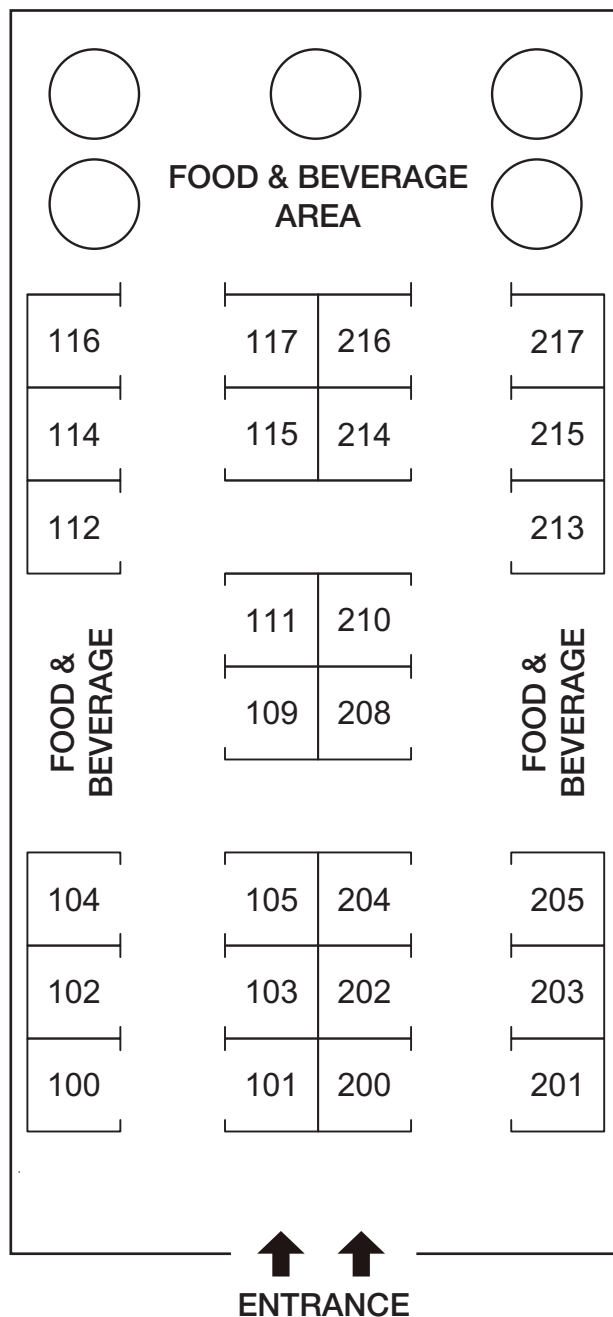 FOOD & BEVERAGE
AREA
116 117 216 217
114 115 214 215
112 213
111 210
FOOD &
BEVERAGE
109 208
FOOD &
BEVERAGE
104 105 204 205
102 103 202 203
100 101 200 201
ENTRANCE